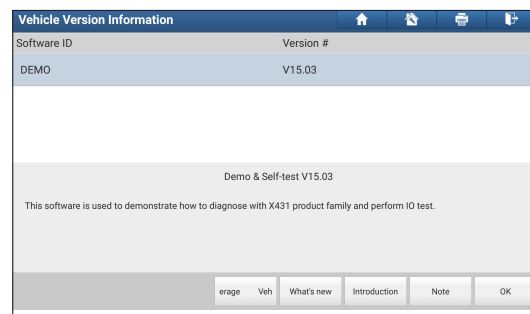 Vehicle Version Information
Software ID Version #
DEMO V15.03
Demo & Self-test V15.03
This software is used to demonstrate how to diagnose with X431 product family and perform IO test.
erage Veh What's new Introduction Note OK